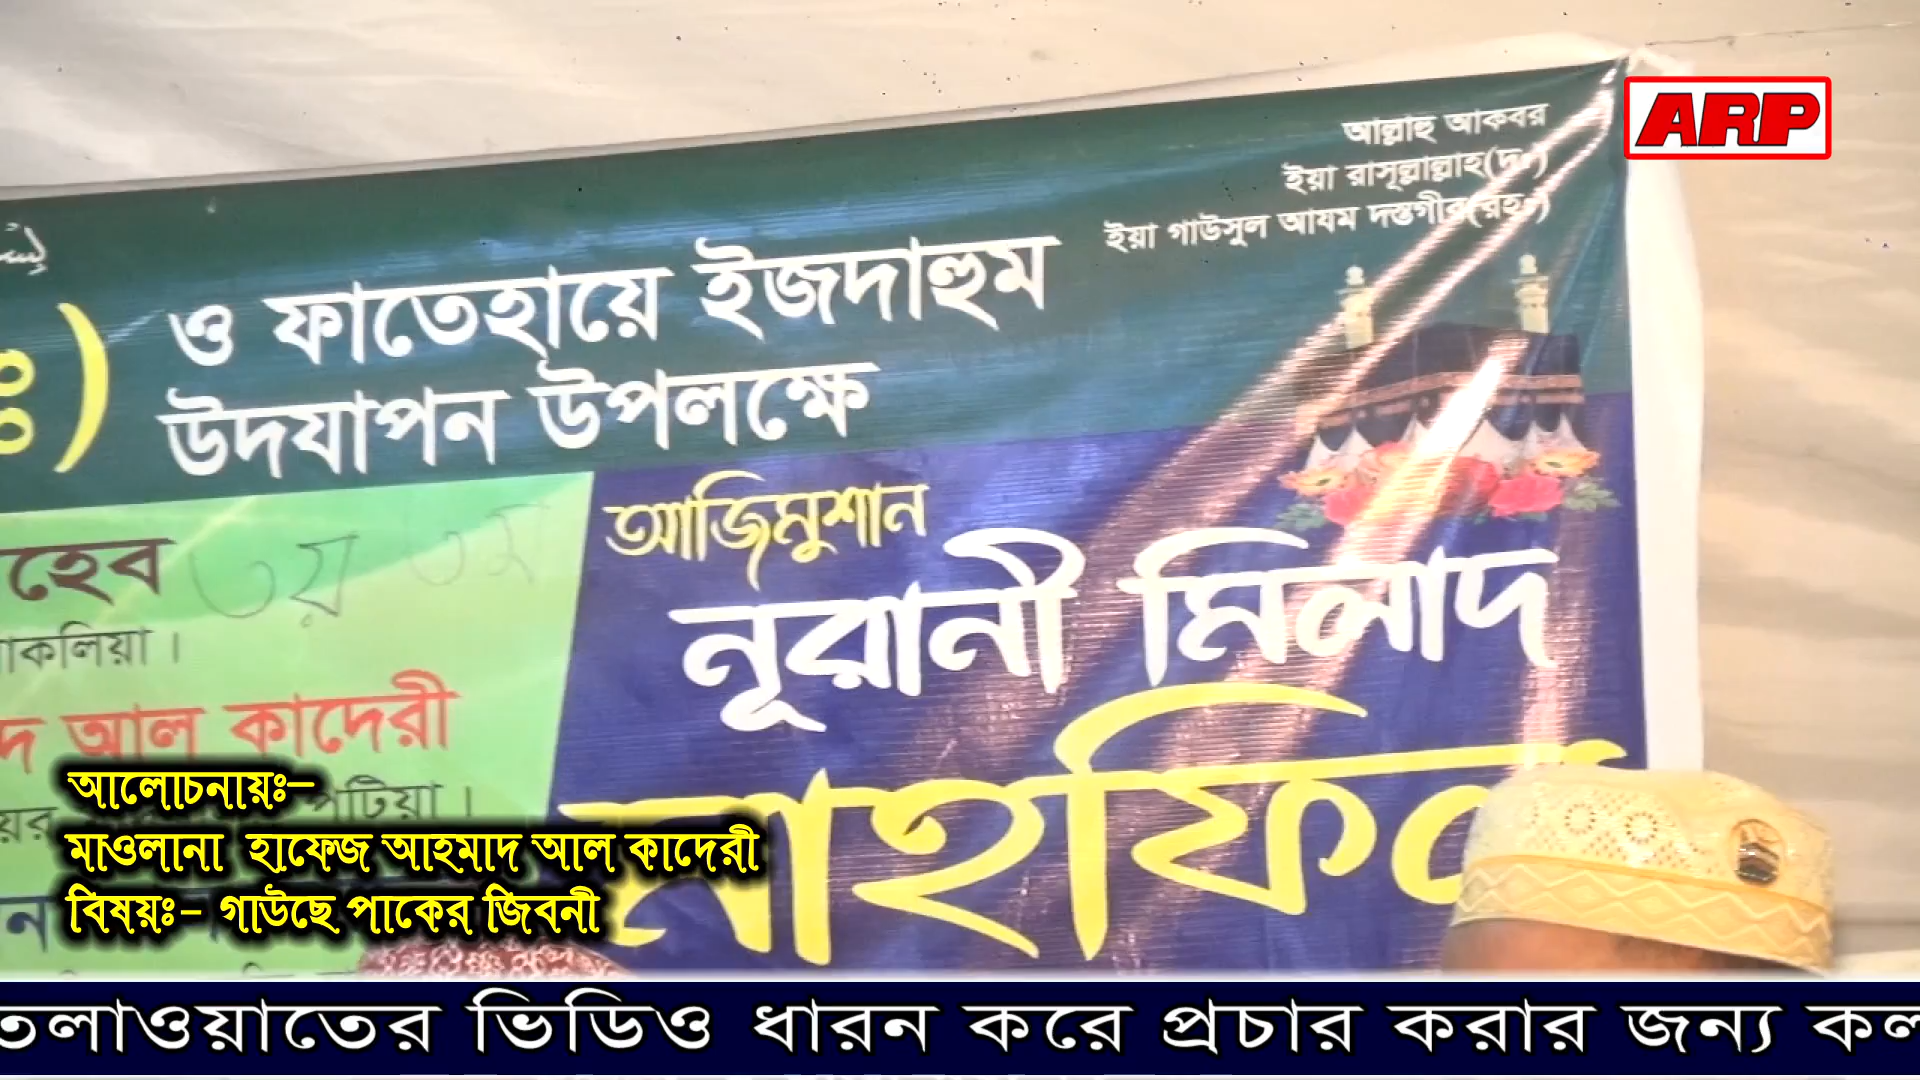 ARP
আল্লাহু আকবর
ইয়া রাসূল্লাল্লাহ(দঃ)
ইয়া গাউসুল আযম দস্তগীর(রহঃ)
ও ফাতেহায়ে ইজদাহুম
উদযাপন উপলক্ষে
আজিমুশান
নূরানী মিলাদ
মাহফিল
হেব ৩য়
াকলিয়া।
দ আল কাদেরী
পটিয়া।
আলোচনায়ঃ–
মাওলানা হাফেজ আহমাদ আল কাদেরী
বিষয়ঃ- গাউছে পাকের জিবনী
তেলাওয়াতের ভিডিও ধারন করে প্রচার করার জন্য কল